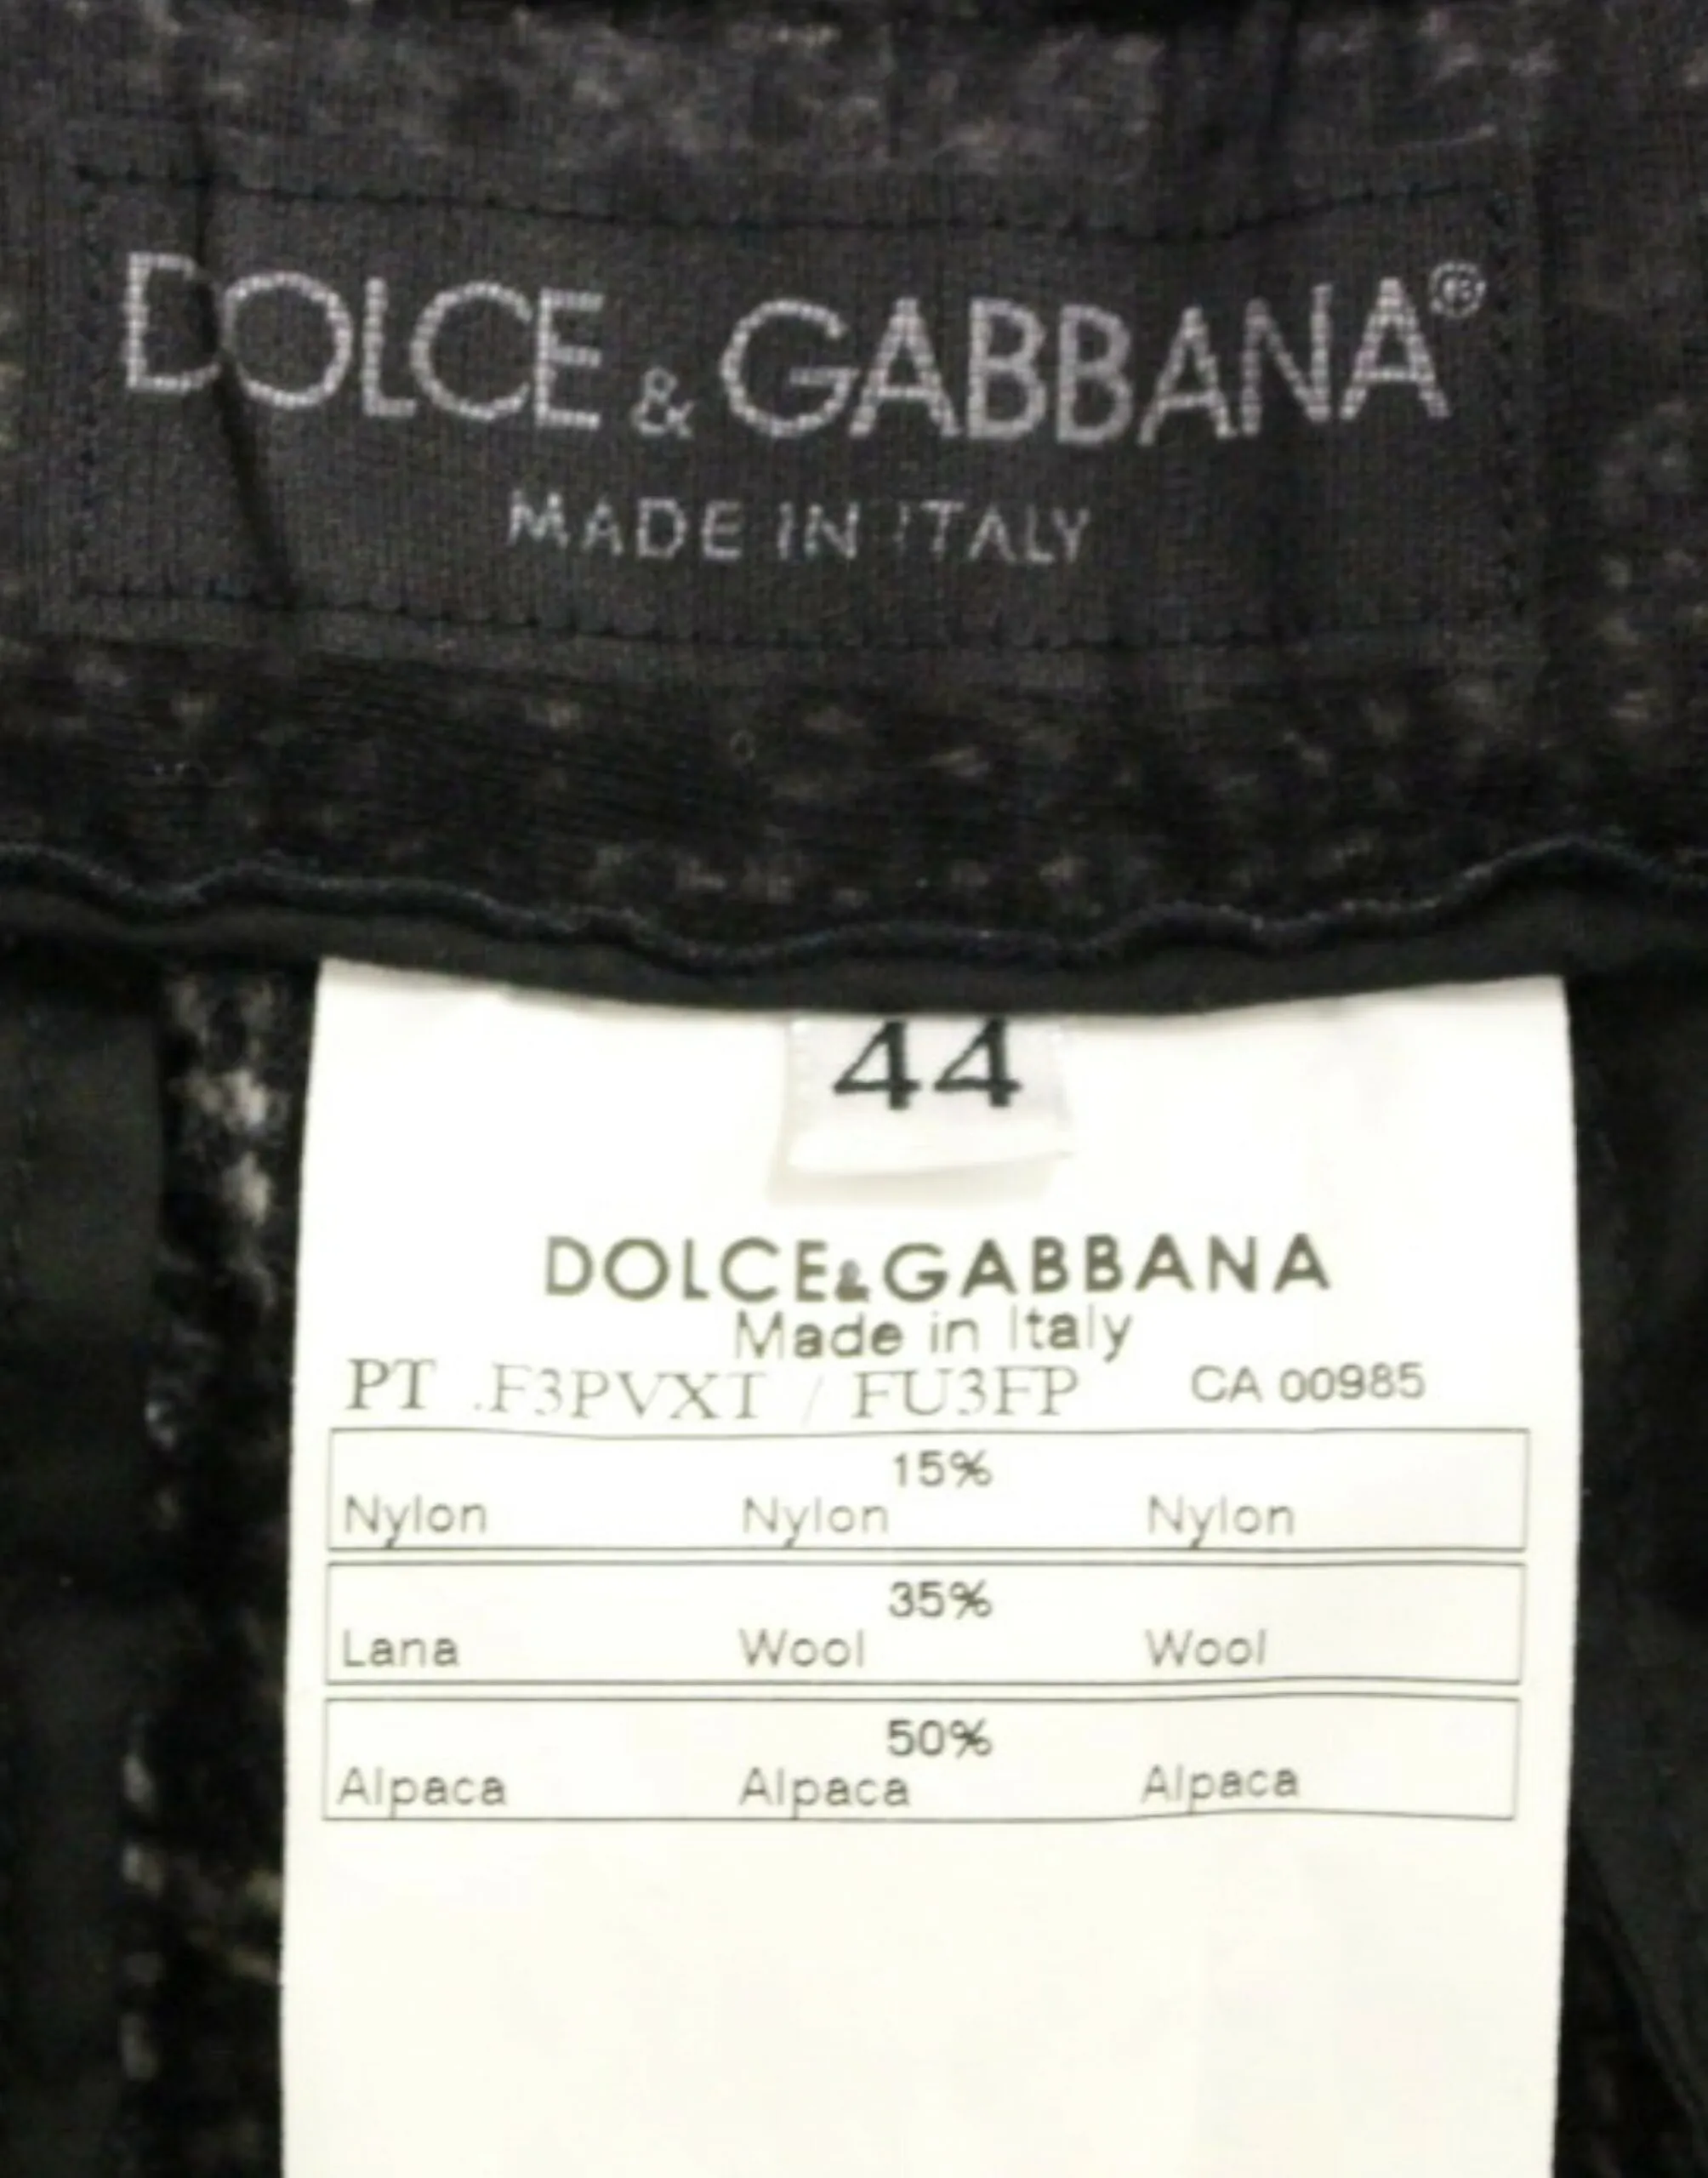 DOLCE & GABBANA®
MADE IN ITALY
44
DOLCE&GABBANA
Made in Italy
PT .F3PVXT / FU3FP CA 00985
15%
Nylon Nylon Nylon
35%
Lana Wool Wool
50%
Alpaca Alpaca Alpaca